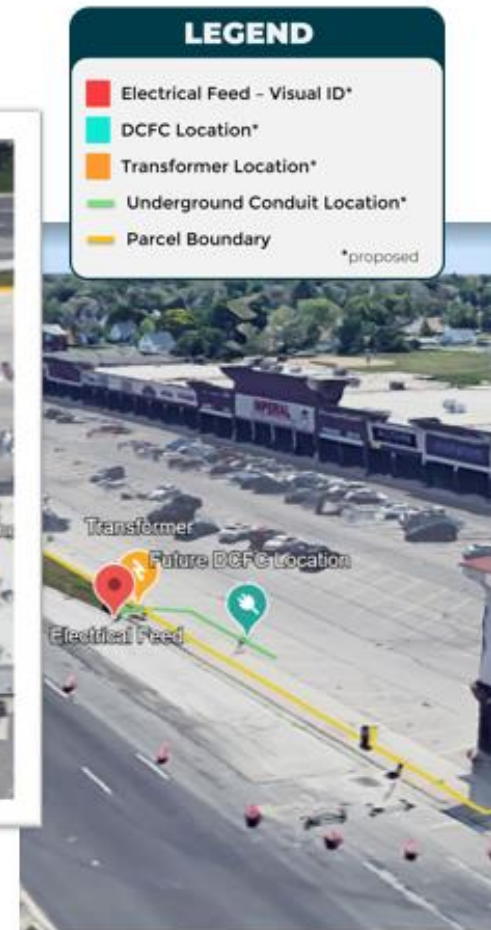 LEGEND
Electrical Feed – Visual ID*
DCFC Location*
Transformer Location*
Underground Conduit Location*
Parcel Boundary
*proposed
IMPERIAL
Transformer
Future DCFC Location
Electrical Feed